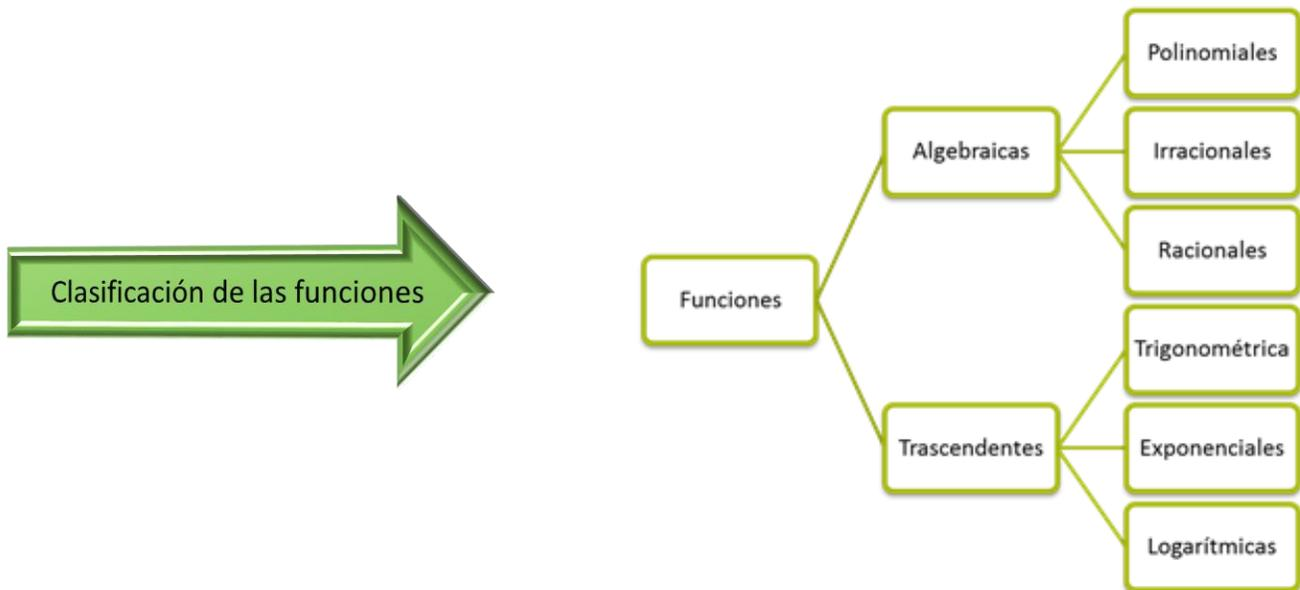 Clasificación de las funciones
Funciones
Algebraicas
Polinomiales
Irracionales
Racionales
Trascendentes
Trigonométrica
Exponenciales
Logarítmicas